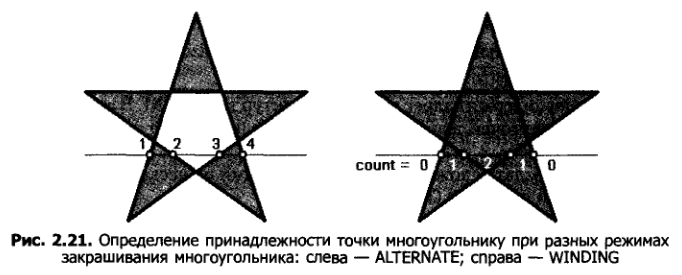 1 2 3 4
count = 0 1 2 1 0
Рис. 2.21. Определение принадлежности точки многоугольнику при разных режимах
закрашивания многоугольника: слева — ALTERNATE; справа — WINDING